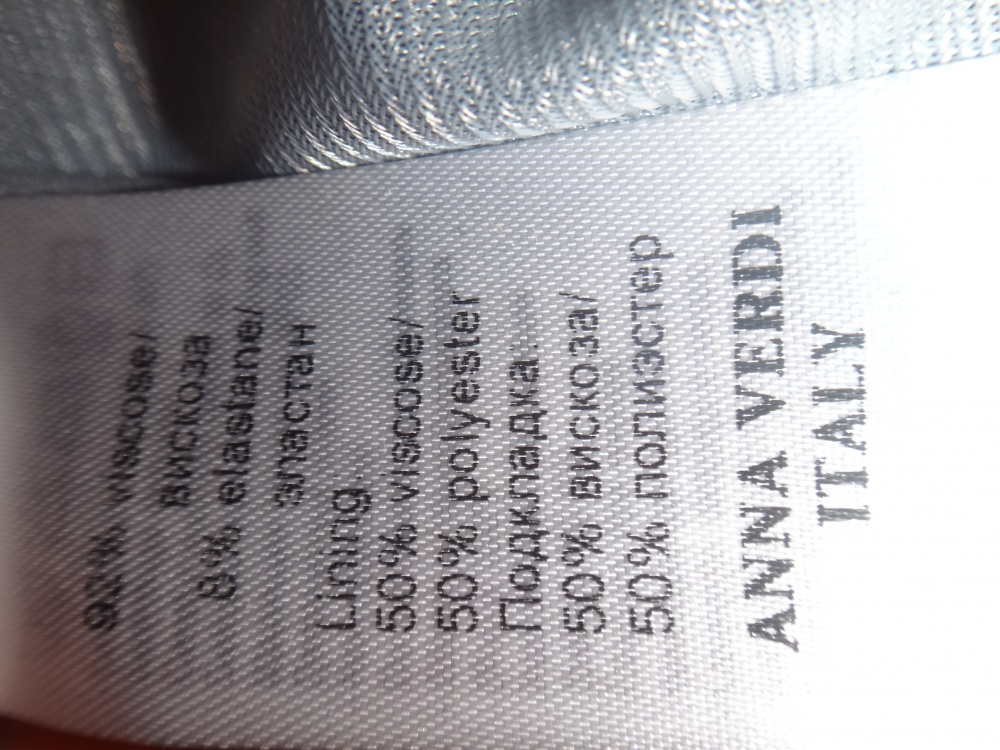 92% viscose/
вискоза
8% elastane/
эластан
Lining
50% viscose/
50% polyester
Подкладка
50% вискоза/
50% полиэстер
ANNA VERDI
ITALY